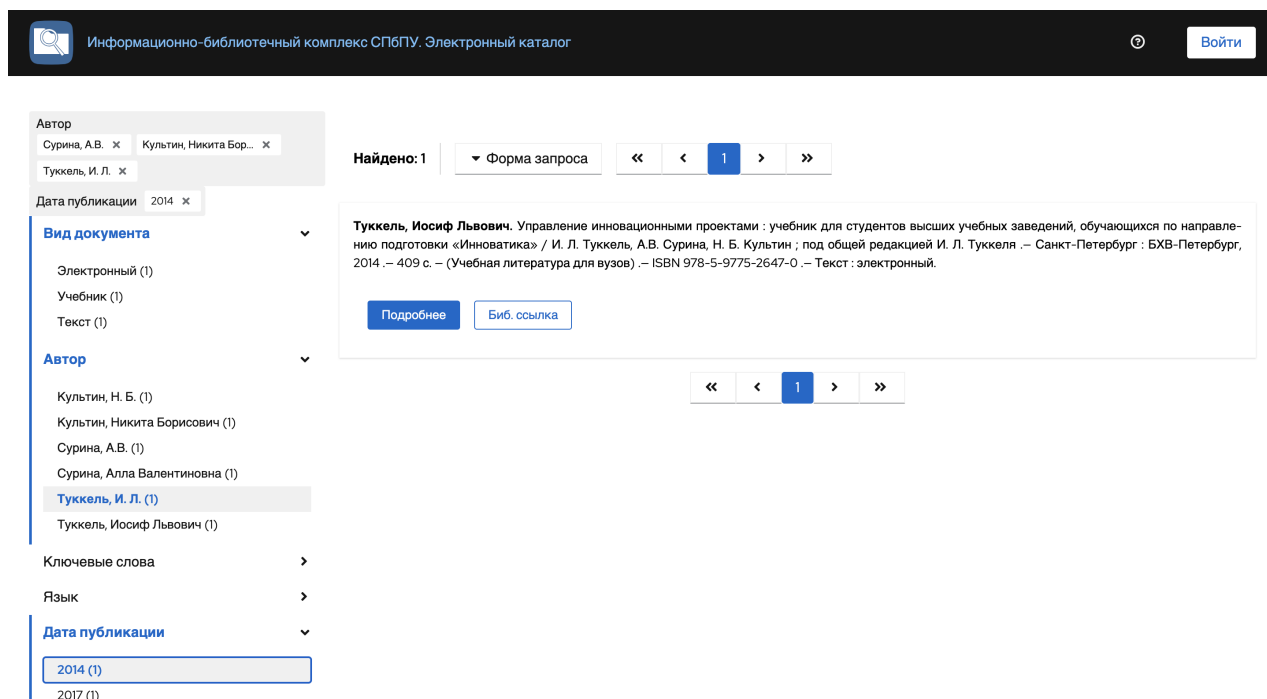 Информационно-библиотечный комплекс СПбПУ. Электронный каталог
Войти
Автор
Сурина, А.В. ×
Культин, Никита Бор... ×
Туккель, И. Л. ×
Дата публикации 2014 ×
Вид документа
Электронный (1)
Учебник (1)
Текст (1)
Автор
Культин, Н. Б. (1)
Культин, Никита Борисович (1)
Сурина, А.В. (1)
Сурина, Алла Валентиновна (1)
Туккель, И. Л. (1)
Туккель, Иосиф Львович (1)
Ключевые слова
Язык
Дата публикации
2014 (1)
2017 (1)
Найдено: 1
Форма запроса
1
Туккель, Иосиф Львович. Управление инновационными проектами : учебник для студентов высших учебных заведений, обучающихся по направле-
нию подготовки «Инноватика» / И. Л. Туккель, А.В. Сурина, Н. Б. Культин ; под общей редакцией И. Л. Туккеля .— Санкт-Петербург : БХВ-Петербург,
2014 .— 409 с. — (Учебная литература для вузов) .— ISBN 978-5-9775-2647-0 .— Текст : электронный.
Подробнее
Биб. ссылка
1